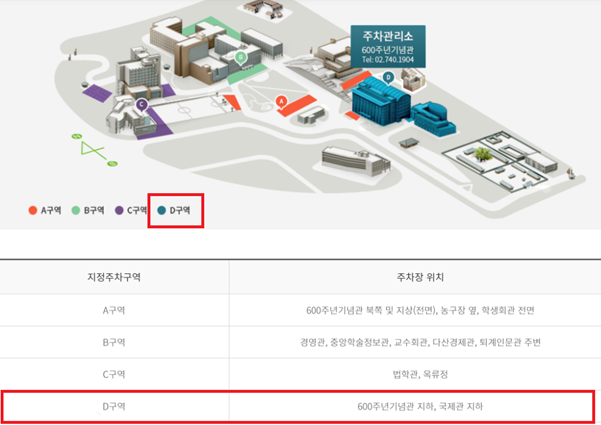 주차관리소
600주년기념관
Tel: 02.740.1904
B
D
A
C
S
N
A구역 B구역 C구역 D구역
지정주차구역 주차장 위치
A구역 600주년기념관 북쪽 및 지상(전면), 농구장 옆, 학생회관 전면
B구역 경영관, 중앙학술정보관, 교수회관, 다산경제관, 퇴계인문관 주변
C구역 법학관, 옥류정
D구역 600주년기념관 지하, 국제관 지하